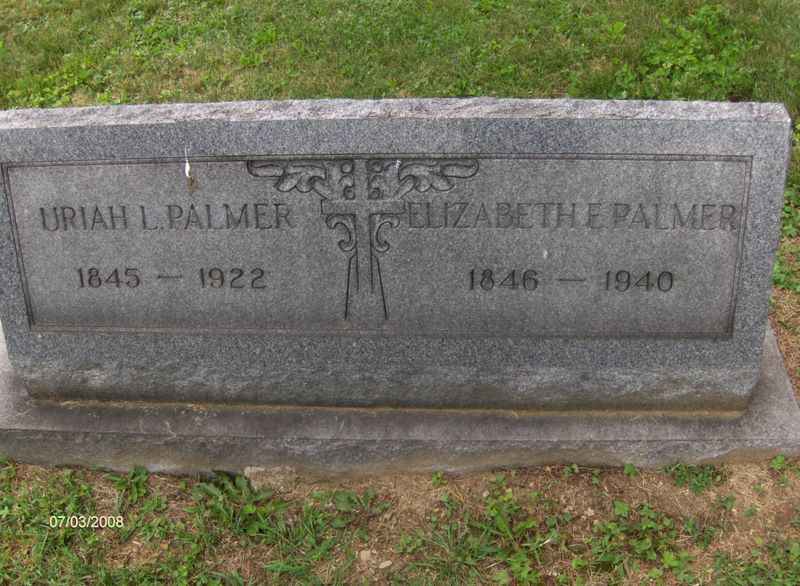 URIAH L. PALMER
1845 — 1922
ELIZABETH E. PALMER
1846 — 1940
07/03/2008